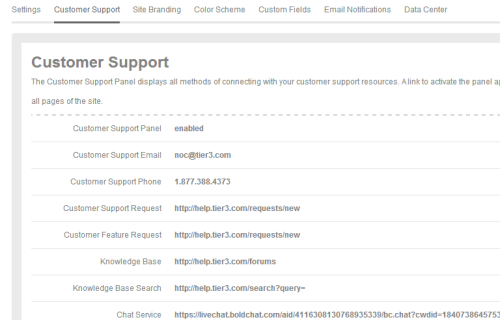 Settings Customer Support Site Branding Color Scheme Custom Fields Email Notifications Data Center
Customer Support
The Customer Support Panel displays all methods of connecting with your customer support resources. A link to activate the panel
all pages of the site.
Customer Support Panel enabled
Customer Support Email noc@tier3.com
Customer Support Phone 1.877.388.4373
Customer Support Request http://help.tier3.com/requests/new
Customer Feature Request http://help.tier3.com/requests/new
Knowledge Base http://help.tier3.com/forums
Knowledge Base Search http://help.tier3.com/search?query=
Chat Service https://livechat.boldchat.com/aid/4116308130768935339/bc.chat?cwdid=184073864575